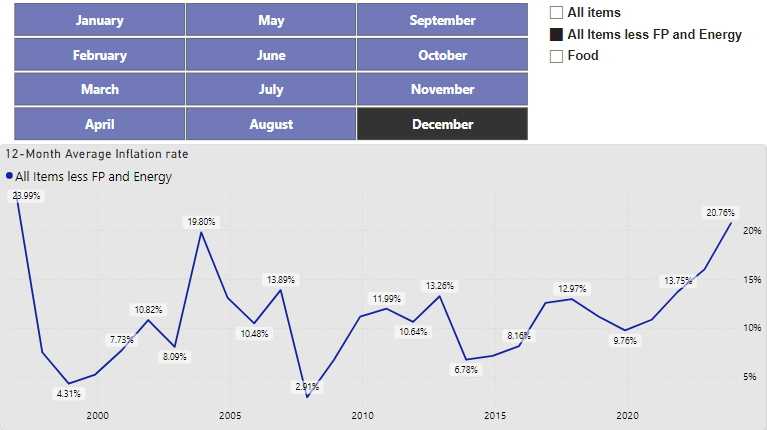 January May September
February June October
March July November
April August December
All items
All Items less FP and Energy
Food
12-Month Average Inflation rate
All Items less FP and Energy
23.99%
20.76%
19.80%
20%
13.89%
13.75%
15%
13.26%
12.97%
11.99%
10.82%
10.48%
10.64%
10%
7.73%
8.09%
8.16%
9.76%
6.78%
4.31%
2.91%
5%
2000 2005 2010 2015 2020